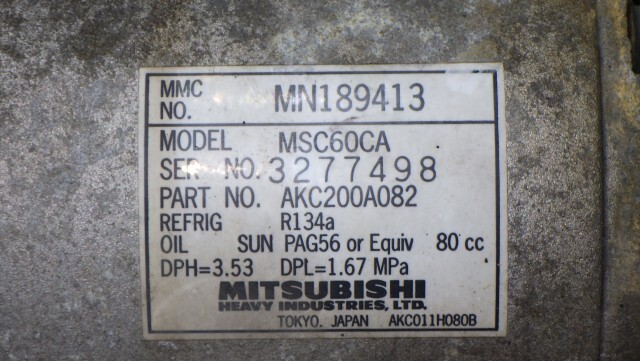 MMC NO. MN189413
MODEL MSC60CA
SER NO. 3277498
PART NO. AKC200A082
REFRIG R134a
OIL SUN PAG56 or Equiv 80 cc
DPH=3.53 DPL=1.67 MPa
MITSUBISHI
HEAVY INDUSTRIES, LTD.
TOKYO. JAPAN AKC011H080B